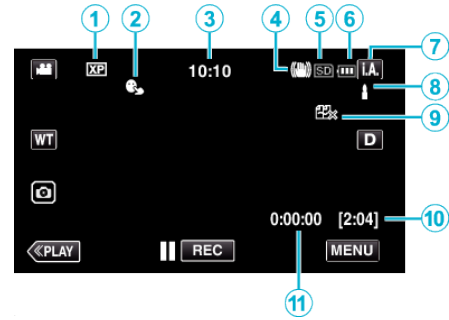 1 2 3 4 5 6 7
XP 10:10 SD i.A.
8
9
WT D
0:00:00 [2:04] 10
≪PLAY REC MENU
11